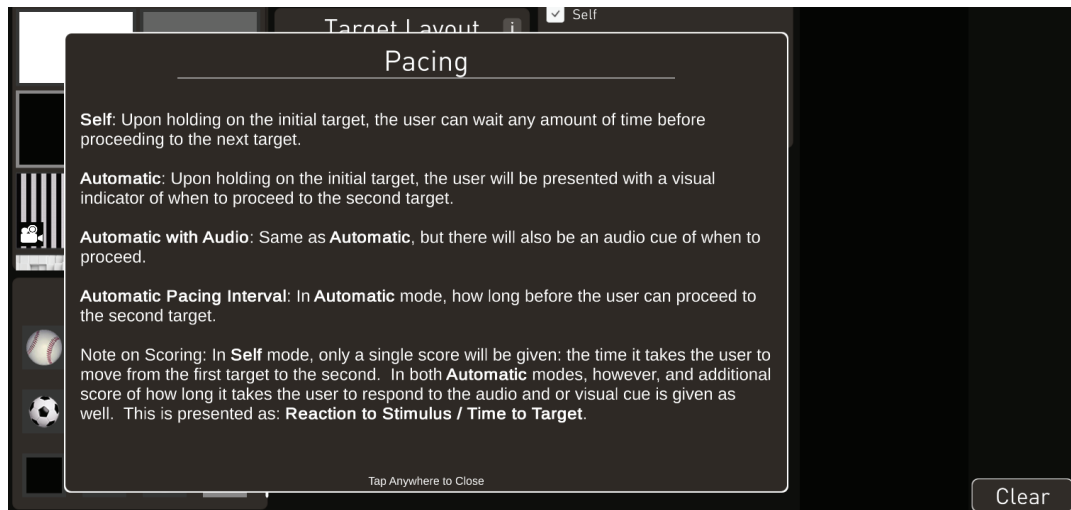 Target Layout i
Self
Pacing
Self: Upon holding on the initial target, the user can wait any amount of time before
proceeding to the next target.
Automatic: Upon holding on the initial target, the user will be presented with a visual
indicator of when to proceed to the second target.
Automatic with Audio: Same as Automatic, but there will also be an audio cue of when to
proceed.
Automatic Pacing Interval: In Automatic mode, how long before the user can proceed to
the second target.
Note on Scoring: In Self mode, only a single score will be given: the time it takes the user to
move from the first target to the second. In both Automatic modes, however, and additional
score of how long it takes the user to respond to the audio and or visual cue is given as
well. This is presented as: Reaction to Stimulus / Time to Target.
Tap Anywhere to Close
Clear